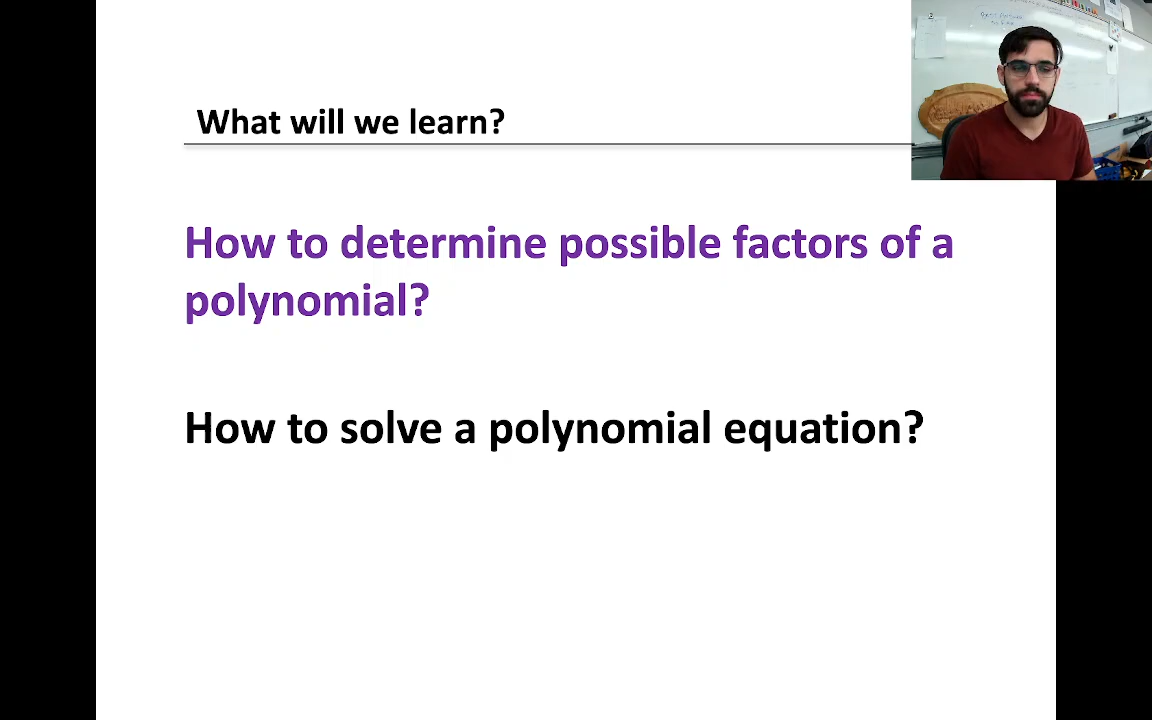 What will we learn?
How to determine possible factors of a
polynomial?
How to solve a polynomial equation?